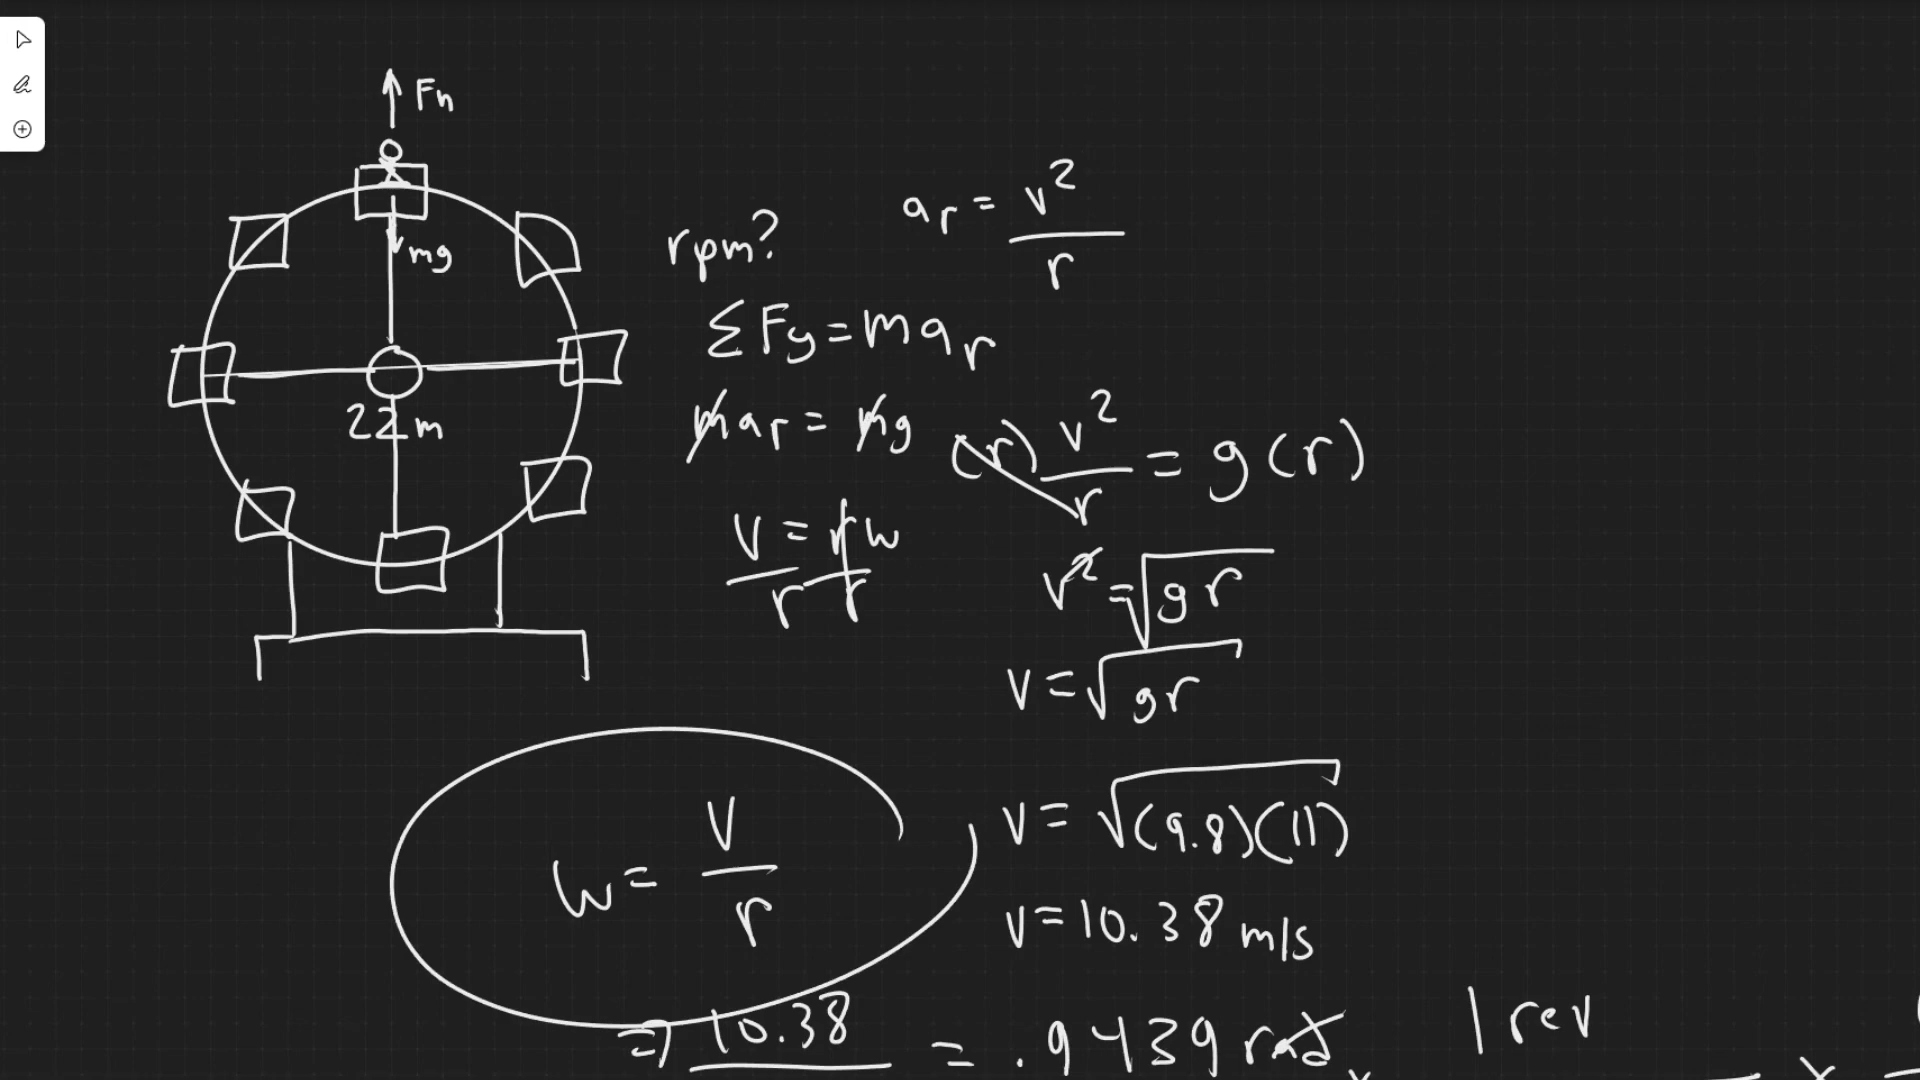 Fn
mg
22m
rpm?
ar = v²/r
ΣFy = mar
mar = mg
(r) v²/r = g(r)
v/r = rw/r
v² = √gr
v = √gr
w = v/r
v = √(9.8)(11)
v = 10.38 m/s
⇒ 10.38 = .9439 rad x 1 rev x